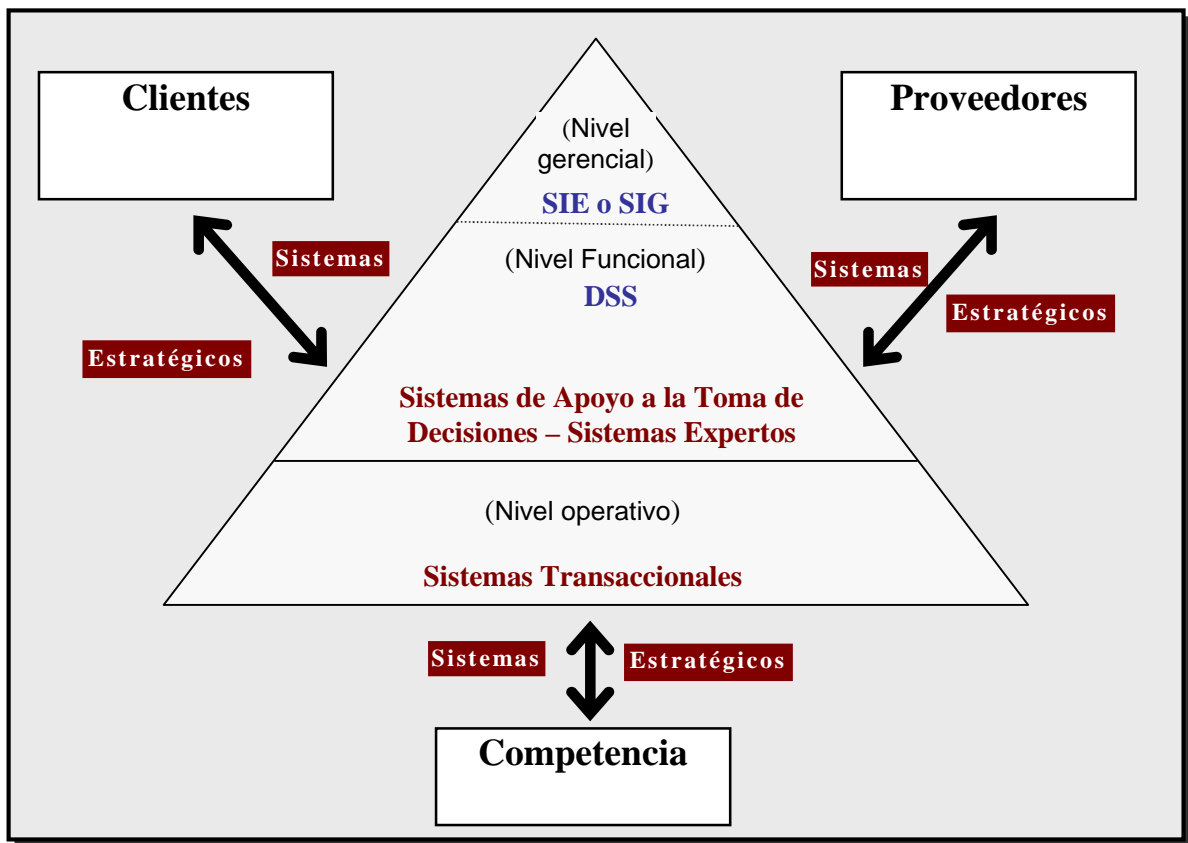 Clientes
Proveedores
(Nivel
gerencial)
SIE o SIG
Sistemas
Estratégicos
(Nivel Funcional)
DSS
Sistemas
Estratégicos
Sistemas de Apoyo a la Toma de
Decisiones – Sistemas Expertos
(Nivel operativo)
Sistemas Transaccionales
Sistemas
Estratégicos
Competencia